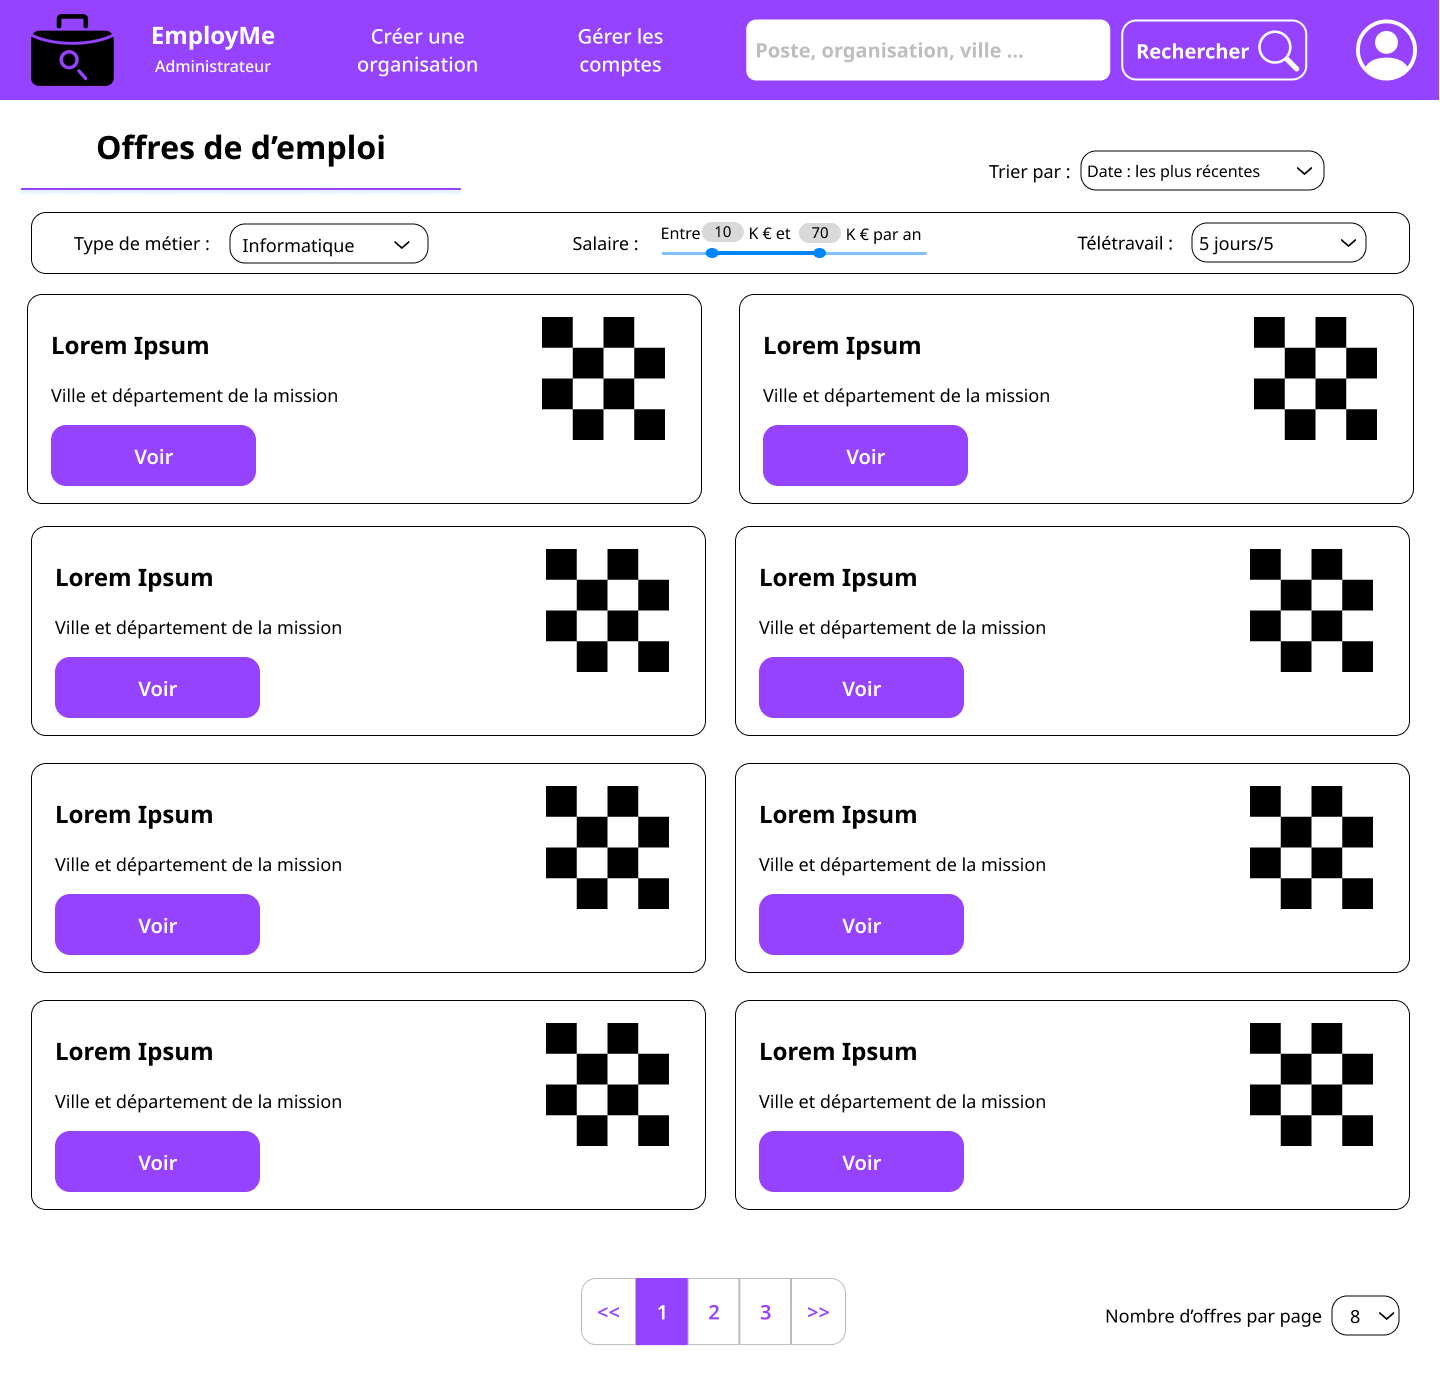 EmployMe
Administrateur
Créer une
organisation
Gérer les
comptes
Poste, organisation, ville ...
Rechercher
Offres de d’emploi
Trier par :
Date : les plus récentes
Type de métier :
Informatique
Salaire :
Entre 10 K € et 70 K € par an
Télétravail :
5 jours/5
Lorem Ipsum
Ville et département de la mission
Voir
Lorem Ipsum
Ville et département de la mission
Voir
Lorem Ipsum
Ville et département de la mission
Voir
Lorem Ipsum
Ville et département de la mission
Voir
Lorem Ipsum
Ville et département de la mission
Voir
Lorem Ipsum
Ville et département de la mission
Voir
Lorem Ipsum
Ville et département de la mission
Voir
Lorem Ipsum
Ville et département de la mission
Voir
<< 1 2 3 >>
Nombre d’offres par page
8